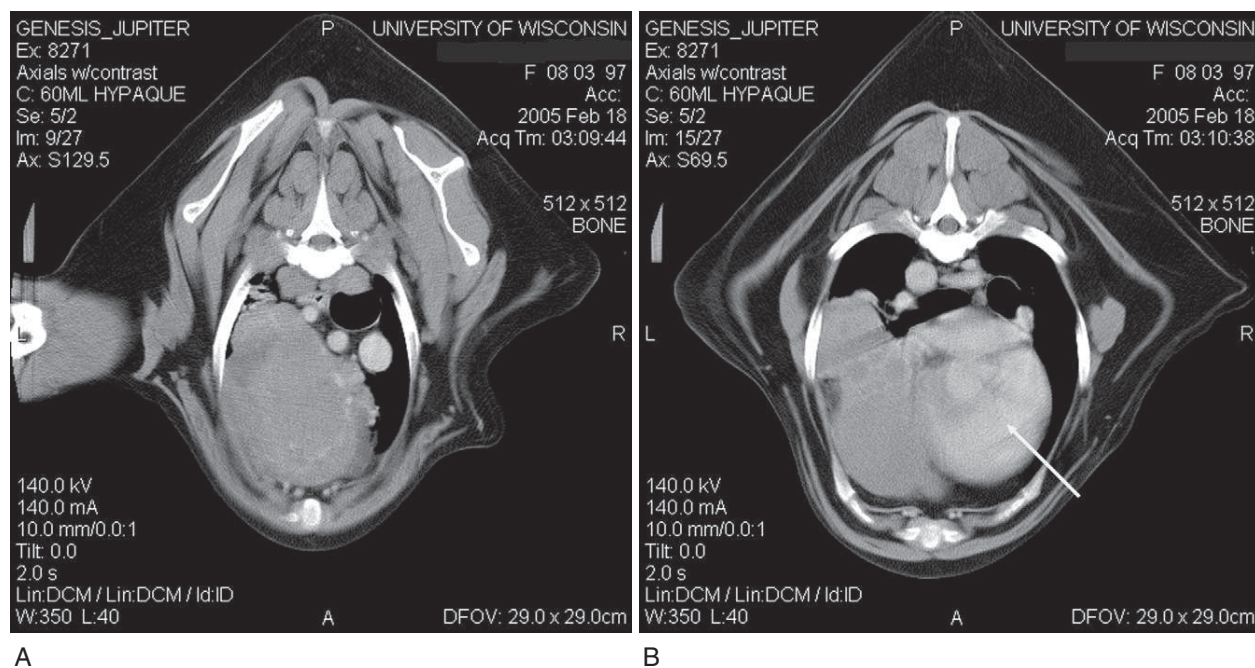 GENESIS_JUPITER
Ex: 8271
Axials w/contrast
C: 60ML HYPAQUE
Se: 5/2
Im: 9/27
Ax: S129.5
P
UNIVERSITY OF WISCONSIN
F 08 03 97
Acc:
2005 Feb 18
Acq Tm: 03:09:44
512 x 512
BONE
L
R
140.0 kV
140.0 mA
10.0 mm/0.0:1
Tilt: 0.0
2.0 s
Lin:DCM / Lin:DCM / Id:ID
W:350 L:40
A
DFOV: 29.0 x 29.0cm
A
GENESIS_JUPITER
Ex: 8271
Axials w/contrast
C: 60ML HYPAQUE
Se: 5/2
Im: 15/27
Ax: S69.5
P
UNIVERSITY OF WISCONSIN
F 08 03 97
Acc:
2005 Feb 18
Acq Tm: 03:10:38
512 x 512
BONE
L
R
140.0 kV
140.0 mA
10.0 mm/0.0:1
Tilt: 0.0
2.0 s
Lin:DCM / Lin:DCM / Id:ID
W:350 L:40
A
DFOV: 29.0 x 29.0cm
B